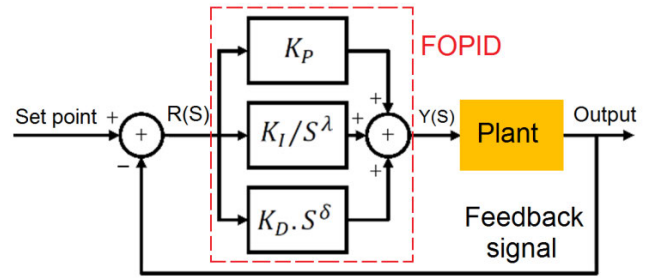 FOPID
K_P
Set point
+
+
−
R(S)
K_I/S^λ
+
+
+
+
Y(S)
Plant
Output
K_D.S^δ
Feedback
signal